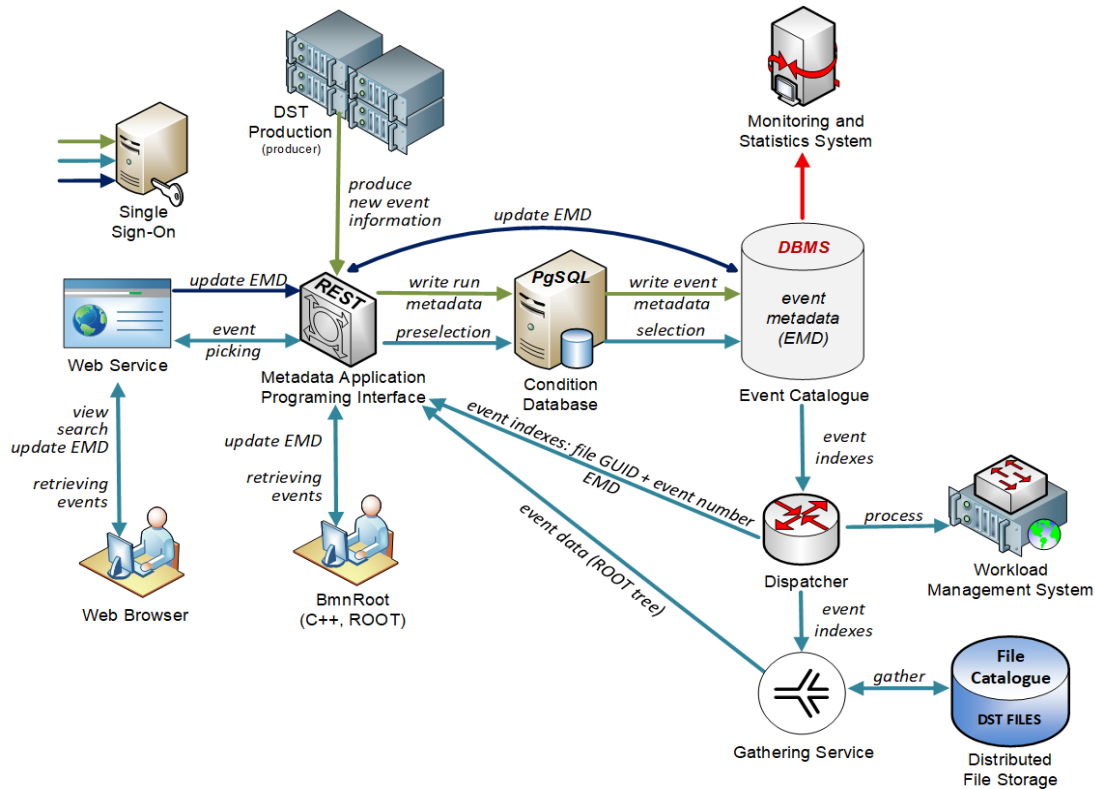 DST
Production
(producer)
Monitoring and
Statistics System
Single
Sign-On
produce
new event
information
update EMD
DBMS
event
metadata
(EMD)
Event Catalogue
update EMD
REST
write run
metadata
PgSQL
write event
metadata
event
picking
preselection
selection
Web Service
Metadata Application
Programing Interface
Condition
Database
view
search
update EMD
retrieving
events
update EMD
retrieving
events
event indexes: file GUID + event number
EMD
event data (ROOT tree)
event
indexes
process
Dispatcher
Workload
Management System
Web Browser
BmnRoot
(C++, ROOT)
event
indexes
gather
File
Catalogue
DST FILES
Gathering Service
Distributed
File Storage